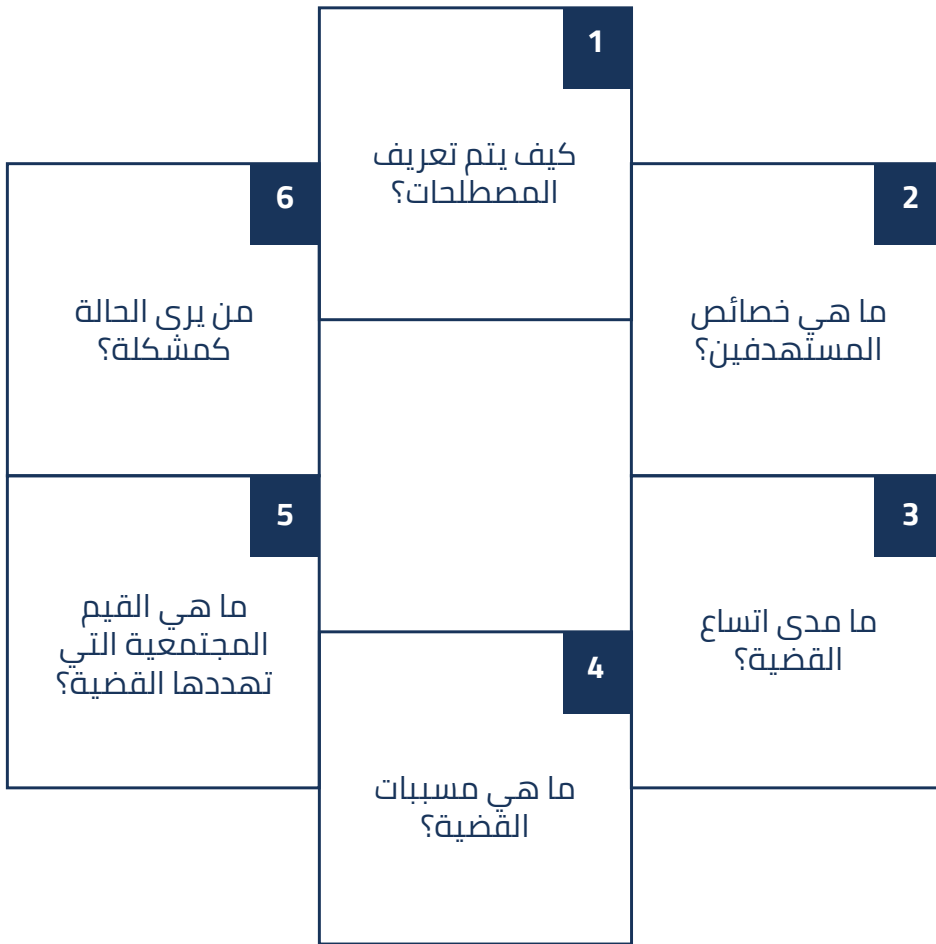 1
كيف يتم تعريف
المصطلحات؟
2
ما هي خصائص
المستهدفين؟
3
ما مدى اتساع
القضية؟
4
ما هي مسببات
القضية؟
5
ما هي القيم
المجتمعية التي
تهددها القضية؟
6
من يرى الحالة
كمشكلة؟